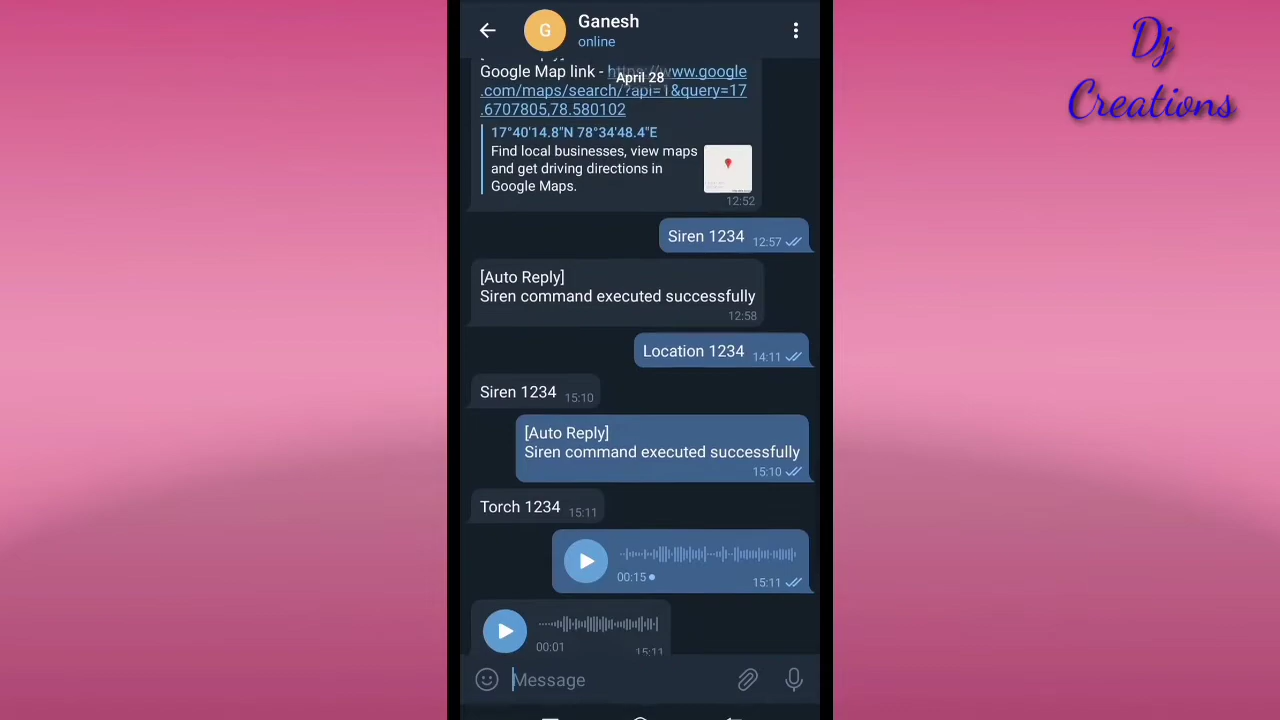 Ganesh
online
Dj
Creations
Google Map link - https://www.google
.com/maps/search/?api=1&query=17
.6707805,78.580102
April 28
17°40'14.8"N 78°34'48.4"E
Find local businesses, view maps
and get driving directions in
Google Maps.
12:52
Siren 1234 12:57
[Auto Reply]
Siren command executed successfully
12:58
Location 1234 14:11
Siren 1234 15:10
[Auto Reply]
Siren command executed successfully
15:10
Torch 1234 15:11
00:15 15:11
00:01 15:11
Message